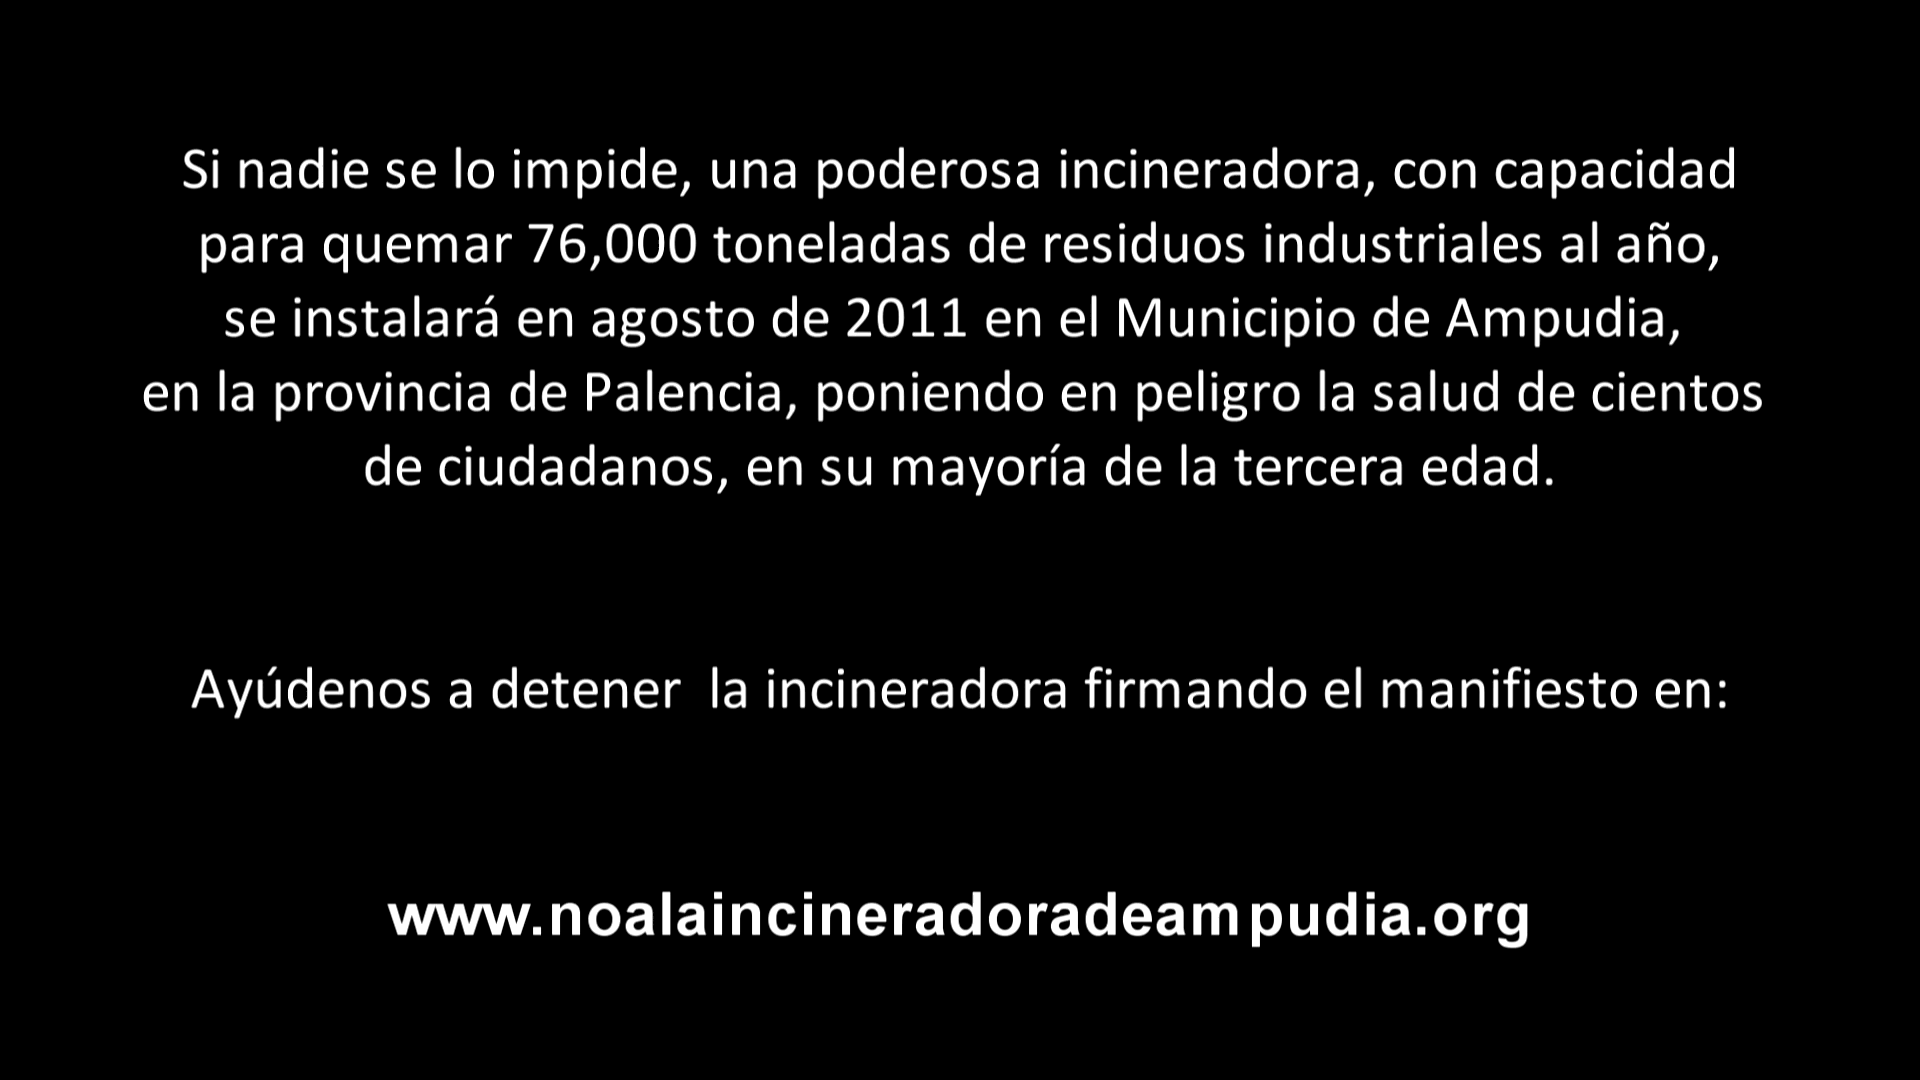 Si nadie se lo impide, una poderosa incineradora, con capacidad
para quemar 76,000 toneladas de residuos industriales al año,
se instalará en agosto de 2011 en el Municipio de Ampudia,
en la provincia de Palencia, poniendo en peligro la salud de cientos
de ciudadanos, en su mayoría de la tercera edad.
Ayúdenos a detener  la incineradora firmando el manifiesto en:
www.noalaincineradoradeampudia.org